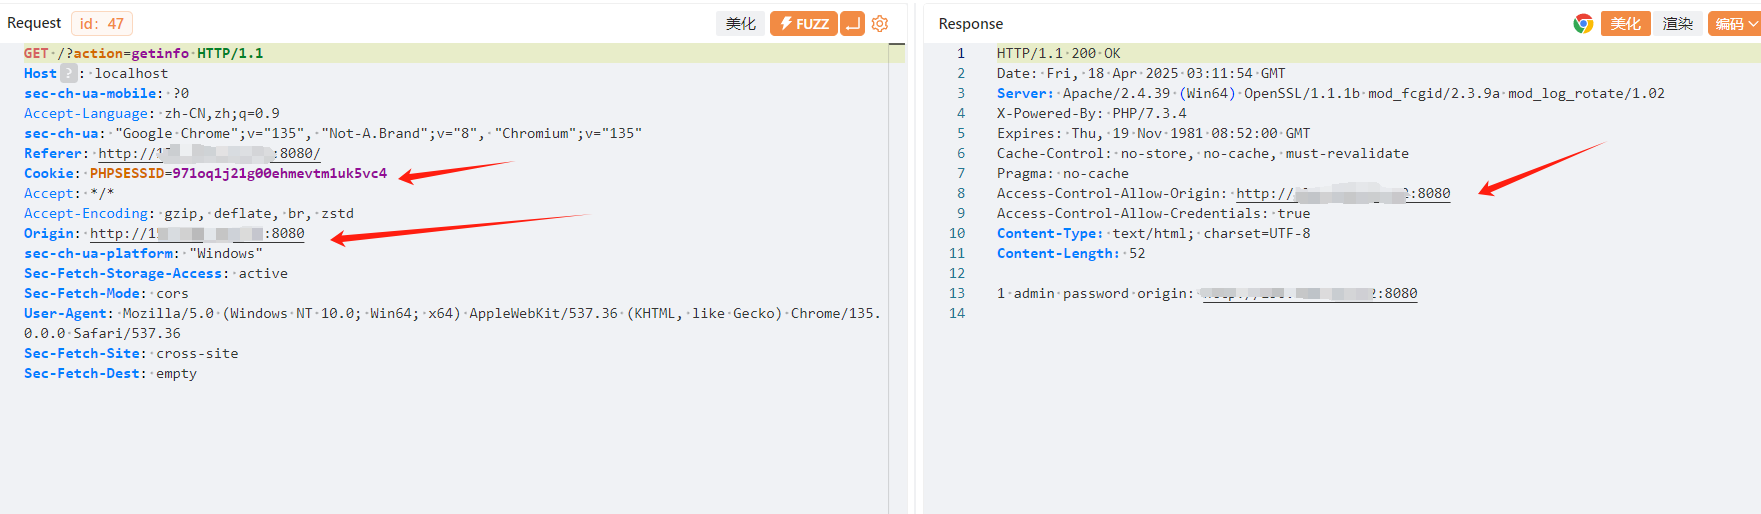 Request id: 47 美化 FUZZ
GET /?action=getinfo HTTP/1.1
Host ? : localhost
sec-ch-ua-mobile: ?0
Accept-Language: zh-CN,zh;q=0.9
sec-ch-ua: "Google Chrome";v="135", "Not-A.Brand";v="8", "Chromium";v="135"
Referer: http://1 :8080/
Cookie: PHPSESSID=971oq1j21g00ehmevtm1uk5vc4
Accept: */*
Accept-Encoding: gzip, deflate, br, zstd
Origin: http://1 :8080
sec-ch-ua-platform: "Windows"
Sec-Fetch-Storage-Access: active
Sec-Fetch-Mode: cors
User-Agent: Mozilla/5.0 (Windows NT 10.0; Win64; x64) AppleWebKit/537.36 (KHTML, like Gecko) Chrome/135.
0.0.0 Safari/537.36
Sec-Fetch-Site: cross-site
Sec-Fetch-Dest: empty
Response 美化 渲染 编码
1 HTTP/1.1 200 OK
2 Date: Fri, 18 Apr 2025 03:11:54 GMT
3 Server: Apache/2.4.39 (Win64) OpenSSL/1.1.1b mod_fcgid/2.3.9a mod_log_rotate/1.02
4 X-Powered-By: PHP/7.3.4
5 Expires: Thu, 19 Nov 1981 08:52:00 GMT
6 Cache-Control: no-store, no-cache, must-revalidate
7 Pragma: no-cache
8 Access-Control-Allow-Origin: http:// :8080
9 Access-Control-Allow-Credentials: true
10 Content-Type: text/html; charset=UTF-8
11 Content-Length: 52
12
13 1 admin password origin: :8080
14